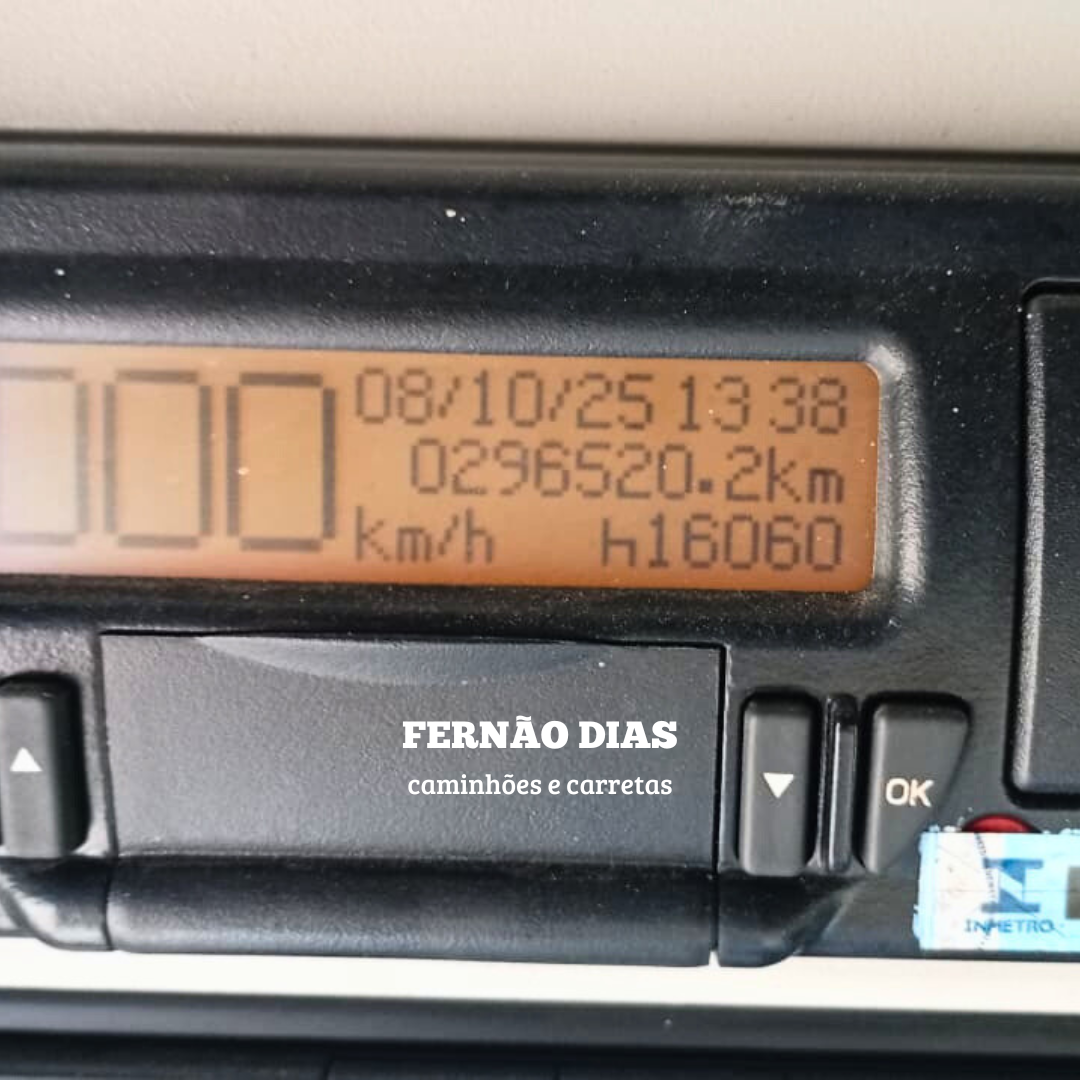 000
08/10/25 13 38
0296520.2km
km/h h16060
FERNÃO DIAS
caminhões e carretas
OK
INMETRO